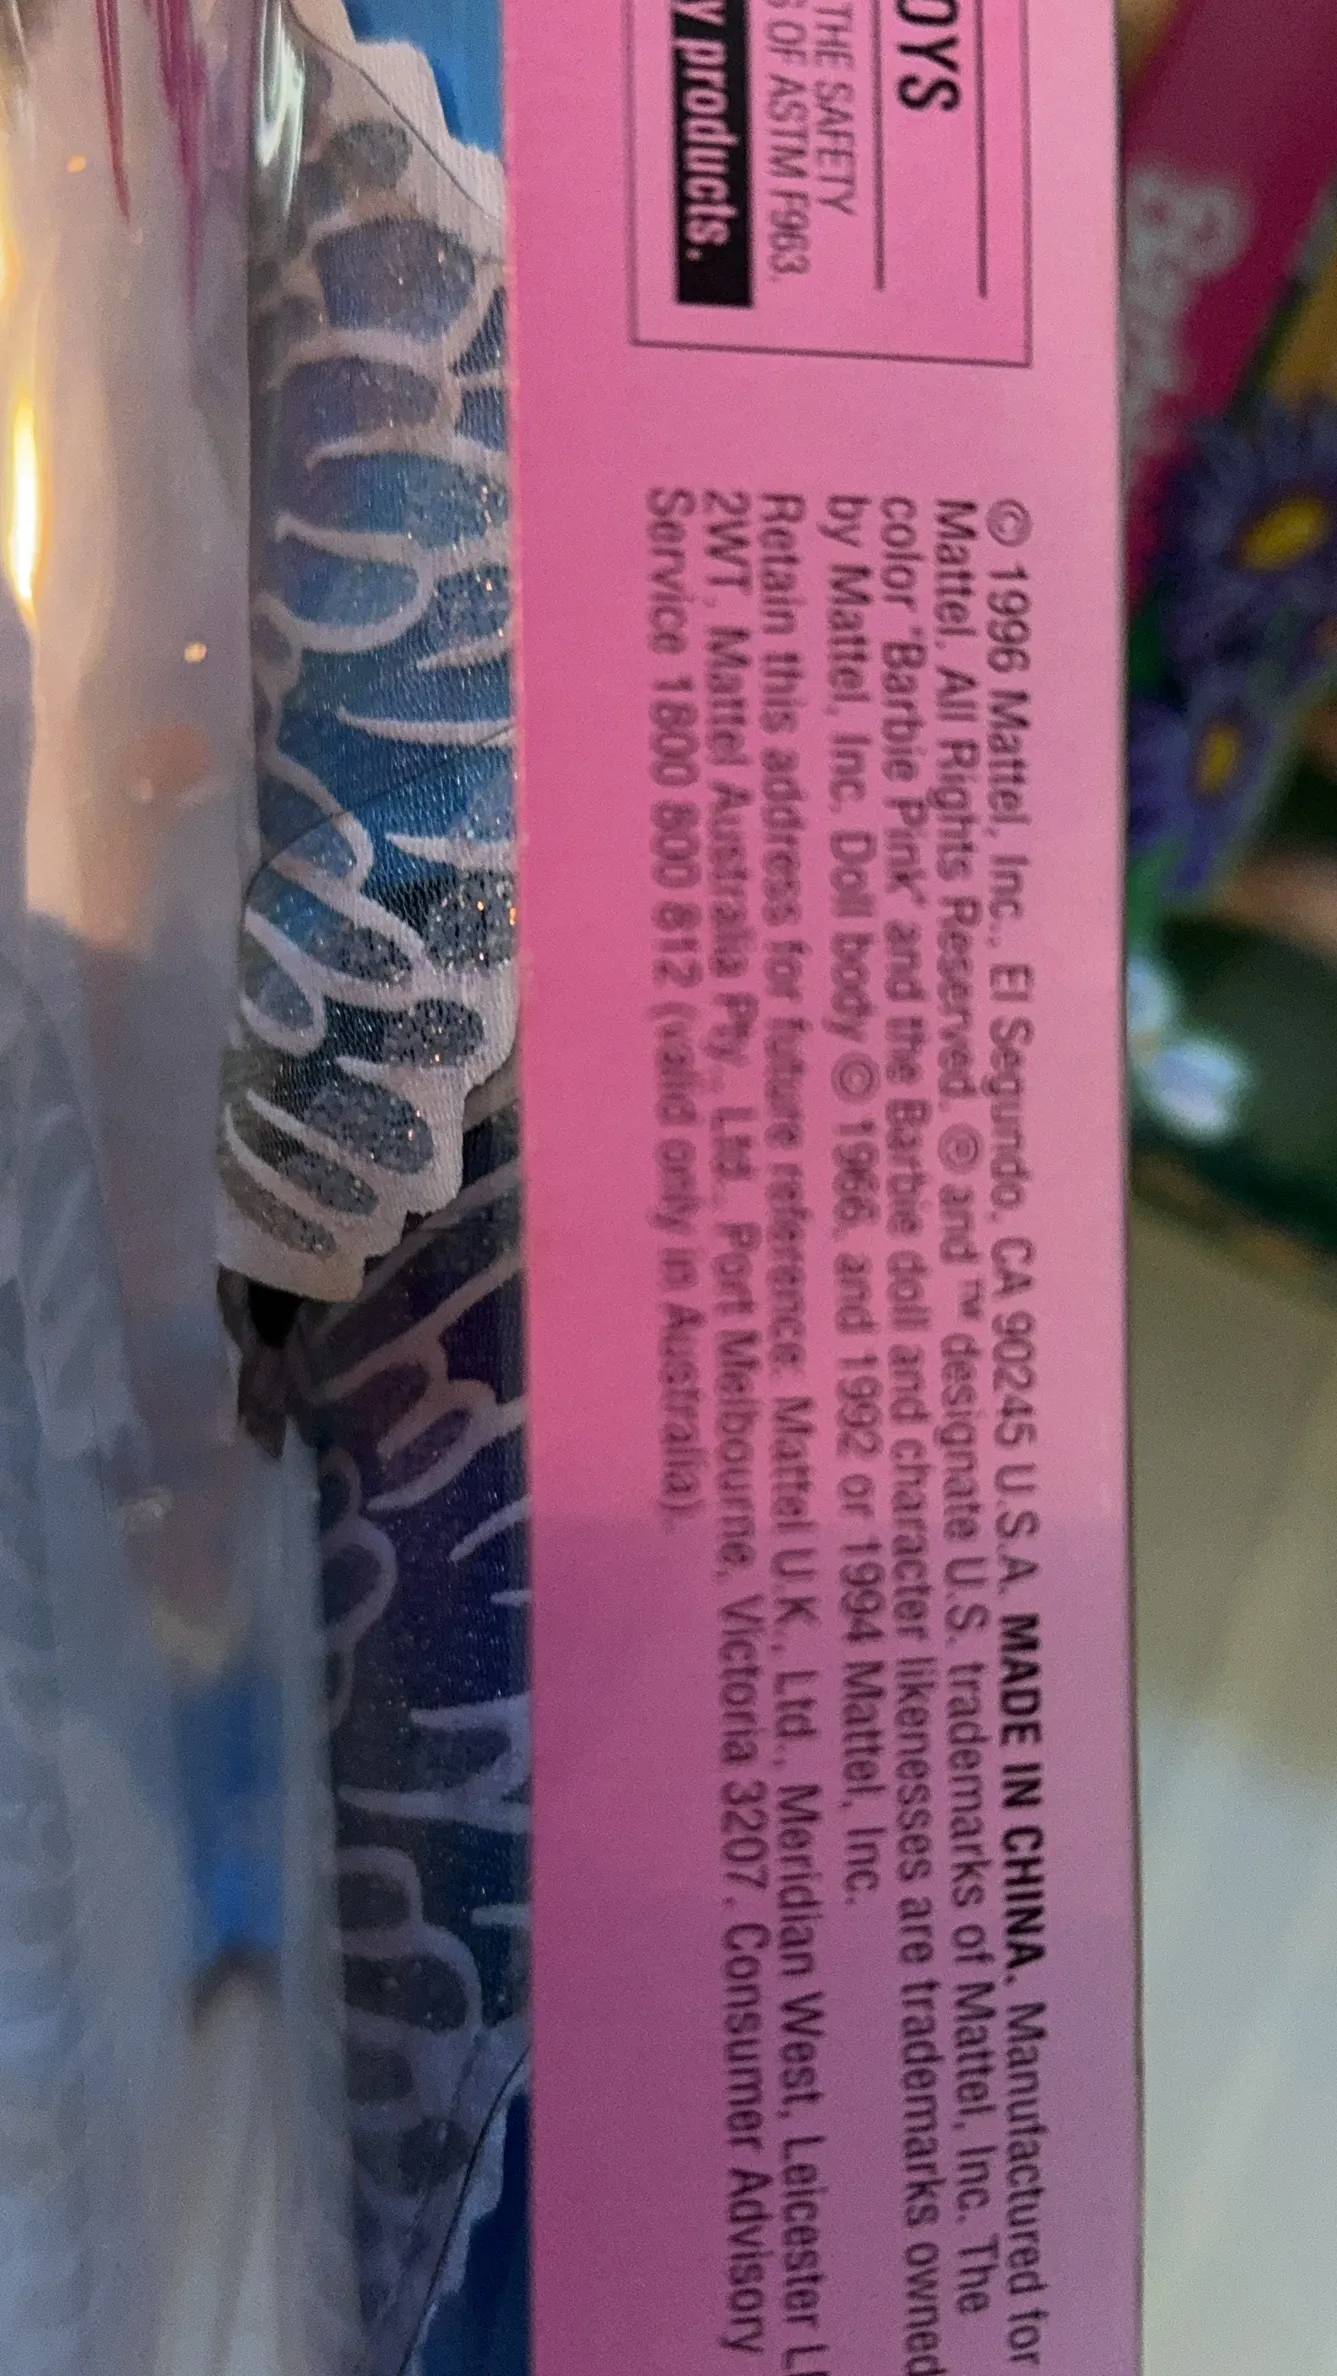 OYS
THE SAFETY
S OF ASTM F963.
y products.
© 1996 Mattel, Inc., El Segundo, CA 90245 U.S.A. MADE IN CHINA. Manufactured for
Mattel. All Rights Reserved. ® and ™ designate U.S. trademarks of Mattel, Inc. The
color "Barbie Pink" and the Barbie doll and character likenesses are trademarks owned
by Mattel, Inc. Doll body © 1966, and 1992 or 1994 Mattel, Inc.
Retain this address for future reference: Mattel U.K., Ltd., Meridian West, Leicester L
2WT, Mattel Australia Pty., Ltd., Port Melbourne, Victoria 3207. Consumer Advisory
Service 1800 800 812 (valid only in Australia).